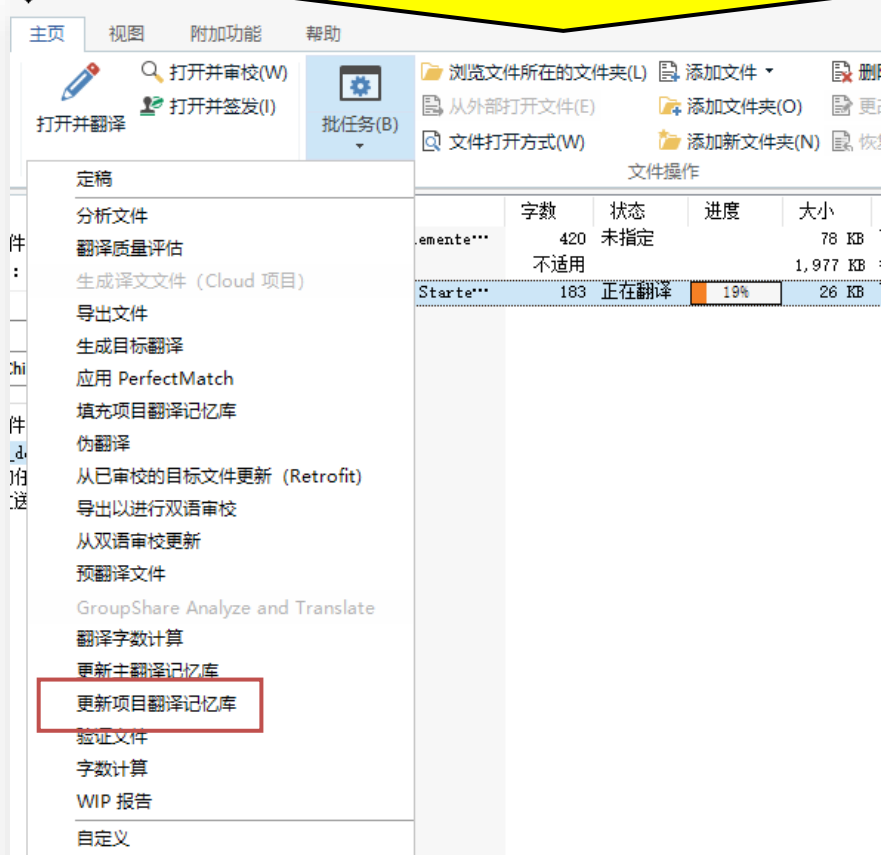 主页 视图 附加功能 帮助
打开并翻译
打开并审校(W)
打开并签发(I)
批任务(B)
浏览文件所在的文件夹(L)
从外部打开文件(E)
文件打开方式(W)
添加文件
添加文件夹(O)
添加新文件夹(N)
文件操作
定稿
分析文件
翻译质量评估
生成译文文件（Cloud 项目）
导出文件
生成目标翻译
应用 PerfectMatch
填充项目翻译记忆库
伪翻译
从已审校的目标文件更新（Retrofit）
导出以进行双语审校
从双语审校更新
预翻译文件
GroupShare Analyze and Translate
翻译字数计算
更新主翻译记忆库
更新项目翻译记忆库
验证文件
字数计算
WIP 报告
自定义
字数 状态 进度 大小
emente… 420 未指定 78 KB
不适用 1,977 KB
Starte… 183 正在翻译 19% 26 KB